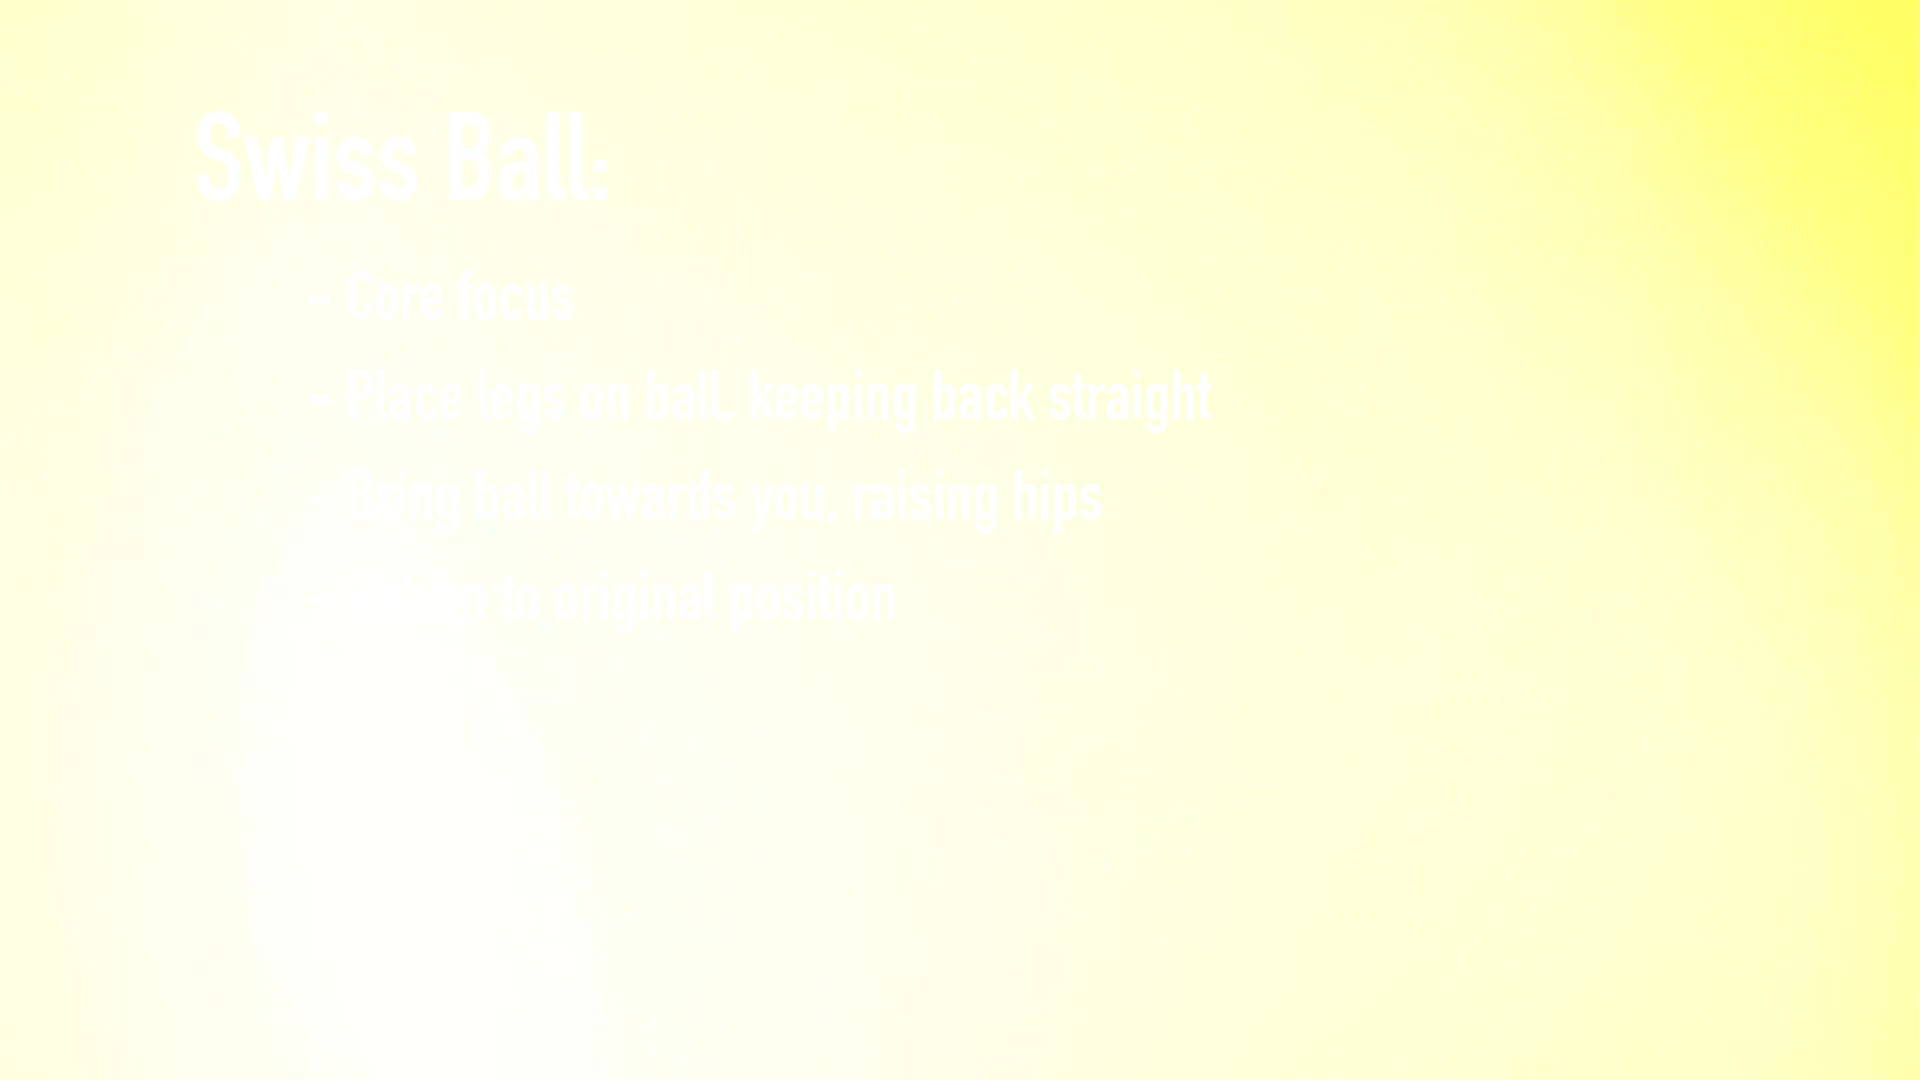 Swiss Ball:
- Core focus
- Place legs on ball, keeping back straight
- Bring ball towards you, raising hips
- Return to original position